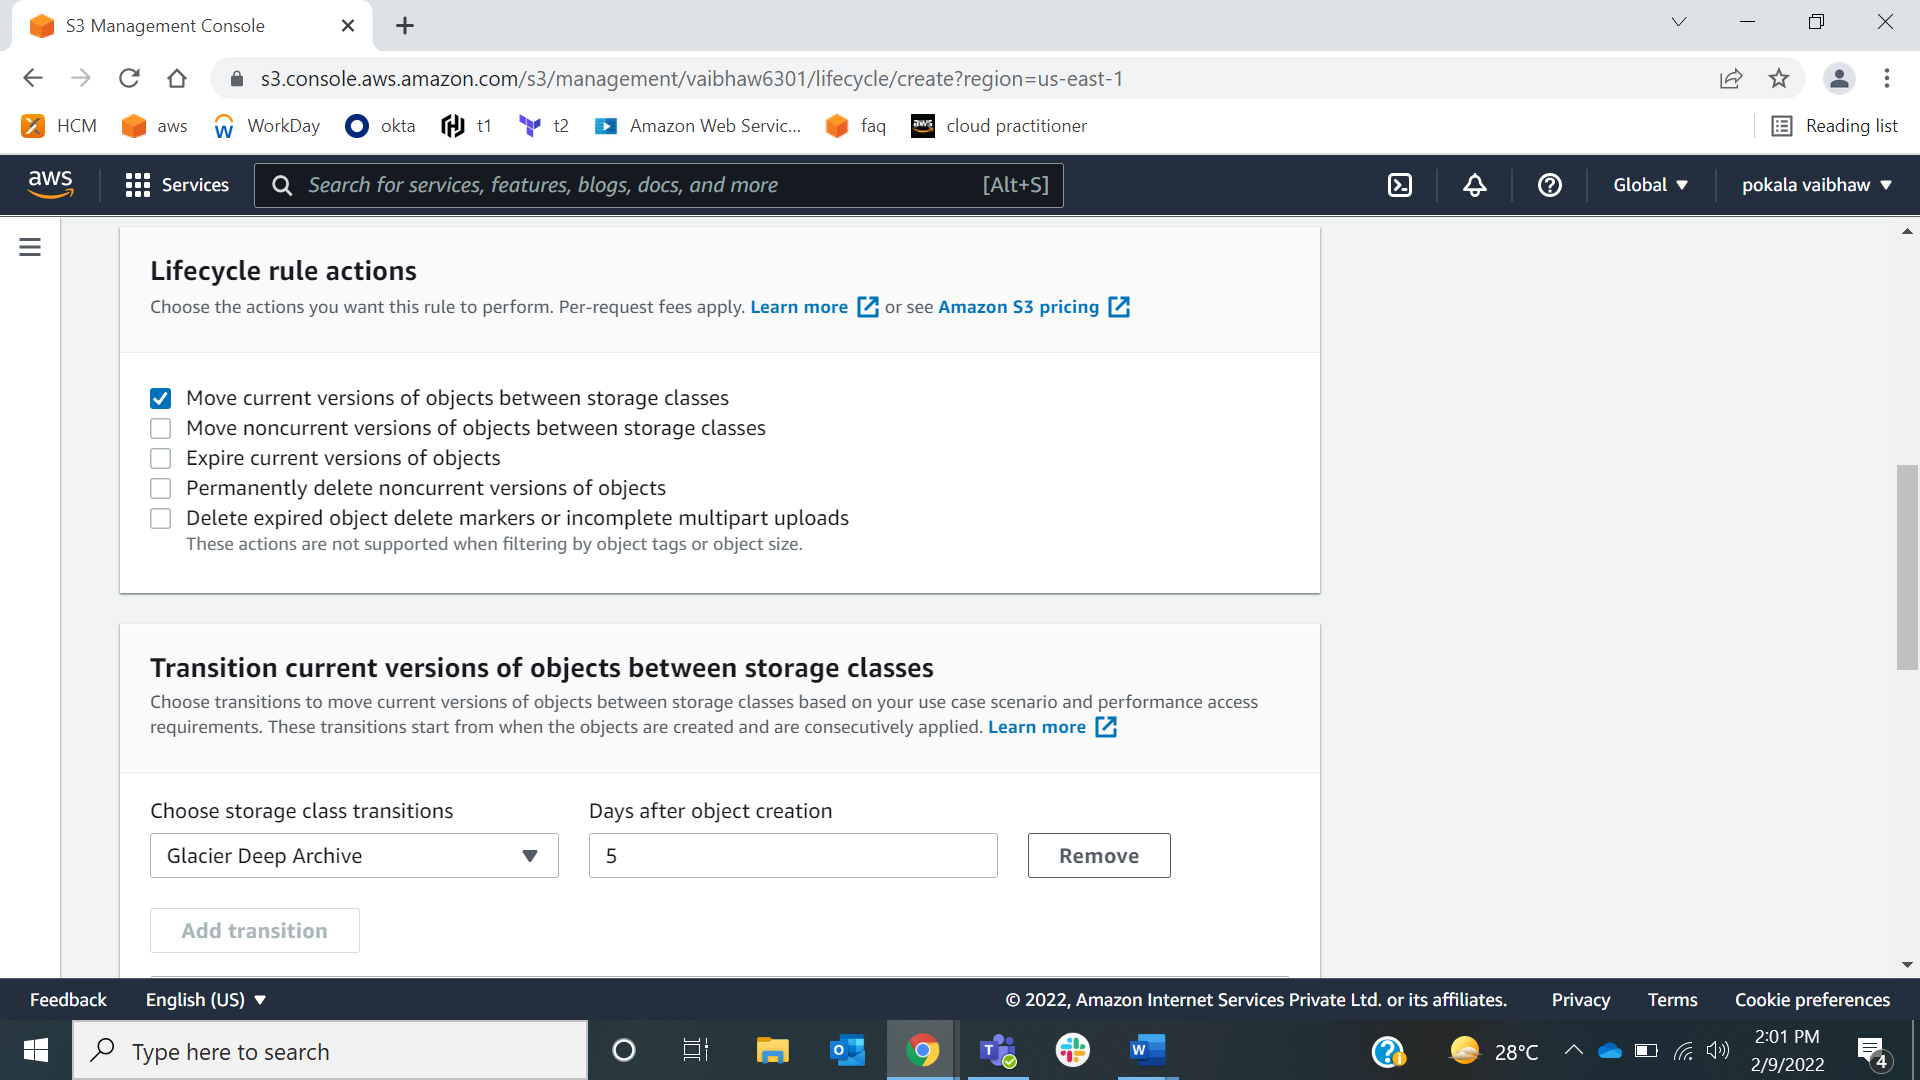 S3 Management Console
s3.console.aws.amazon.com/s3/management/vaibhaw6301/lifecycle/create?region=us-east-1
HCM aws WorkDay okta t1 t2 Amazon Web Servic... faq aws cloud practitioner Reading list
aws Services Search for services, features, blogs, docs, and more [Alt+S] Global pokala vaibhaw
Lifecycle rule actions
Choose the actions you want this rule to perform. Per-request fees apply. Learn more or see Amazon S3 pricing
Move current versions of objects between storage classes
Move noncurrent versions of objects between storage classes
Expire current versions of objects
Permanently delete noncurrent versions of objects
Delete expired object delete markers or incomplete multipart uploads
These actions are not supported when filtering by object tags or object size.
Transition current versions of objects between storage classes
Choose transitions to move current versions of objects between storage classes based on your use case scenario and performance access
requirements. These transitions start from when the objects are created and are consecutively applied. Learn more
Choose storage class transitions Days after object creation
Glacier Deep Archive 5 Remove
Add transition
Feedback English (US) © 2022, Amazon Internet Services Private Ltd. or its affiliates. Privacy Terms Cookie preferences
Type here to search 28°C 2:01 PM
2/9/2022 4